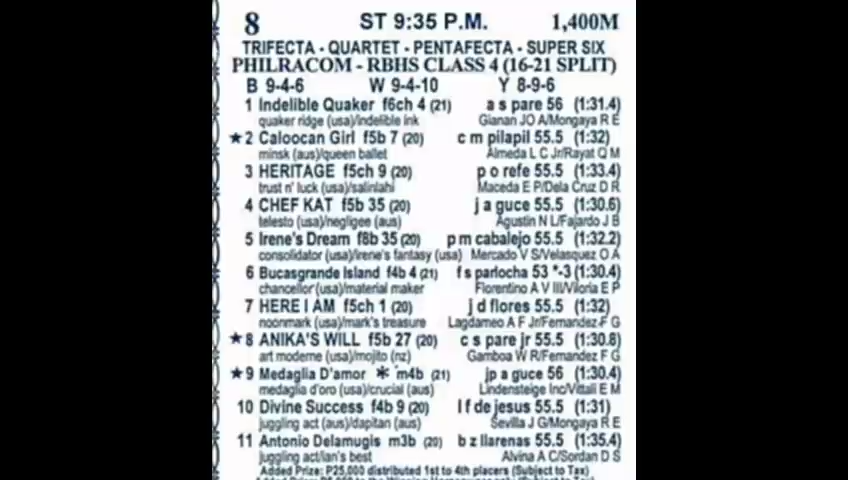 8 ST 9:35 P.M. 1,400M
TRIFECTA - QUARTET - PENTAFECTA - SUPER SIX
PHILRACOM - RBHS CLASS 4 (16-21 SPLIT)
B 9-4-6 W 9-4-10 Y 8-9-6
1 Indelible Quaker f6ch 4 (21) a s pare 56 (1:31.4)
quaker ridge (usa)/indelible ink Gianan JO A/Mongaya R E
★2 Caloocan Girl f5b 7 (20) c m pilapil 55.5 (1:32)
minsk (aus)/queen ballet Almeda L C Jr/Rayat Q M
3 HERITAGE f5ch 9 (20) p o refe 55.5 (1:33.4)
trust n' luck (usa)/salinlahi Maceda E P/Dela Cruz D R
4 CHEF KAT f5b 35 (20) j a guce 55.5 (1:30.6)
telesto (usa)/negligee (aus) Agustin N L/Fajardo J B
5 Irene's Dream f8b 35 (20) p m cabalejo 55.5 (1:32.2)
consolidator (usa)/irene's fantasy (usa) Mercado V S/Velasquez O A
6 Bucasgrande Island f4b 4 (21) f s parlocha 53 *-3 (1:30.4)
chancellor (usa)/material maker Florentino A V III/Viloria E P
7 HERE I AM f5ch 1 (20) j d flores 55.5 (1:32)
noonmark (usa)/mark's treasure Lagdameo A F Jr/Fernandez F G
★8 ANIKA'S WILL f5b 27 (20) c s pare jr 55.5 (1:30.8)
art moderne (usa)/mojito (nz) Gamboa W R/Fernandez F G
★9 Medaglia D'amor * m4b (21) jp a guce 56 (1:30.4)
medaglia d'oro (usa)/crucial (aus) Lindensteige Inc/Vittali E M
10 Divine Success f4b 9 (20) l f de jesus 55.5 (1:31)
juggling act (aus)/dapitan (aus) Sevilla J G/Mongaya R E
11 Antonio Delamugis m3b (20) b z llarenas 55.5 (1:35.4)
juggling act/ian's best Alvina A C/Sordan D S
Added Prize: P25,000 distributed 1st to 4th placers (Subject to Tax)